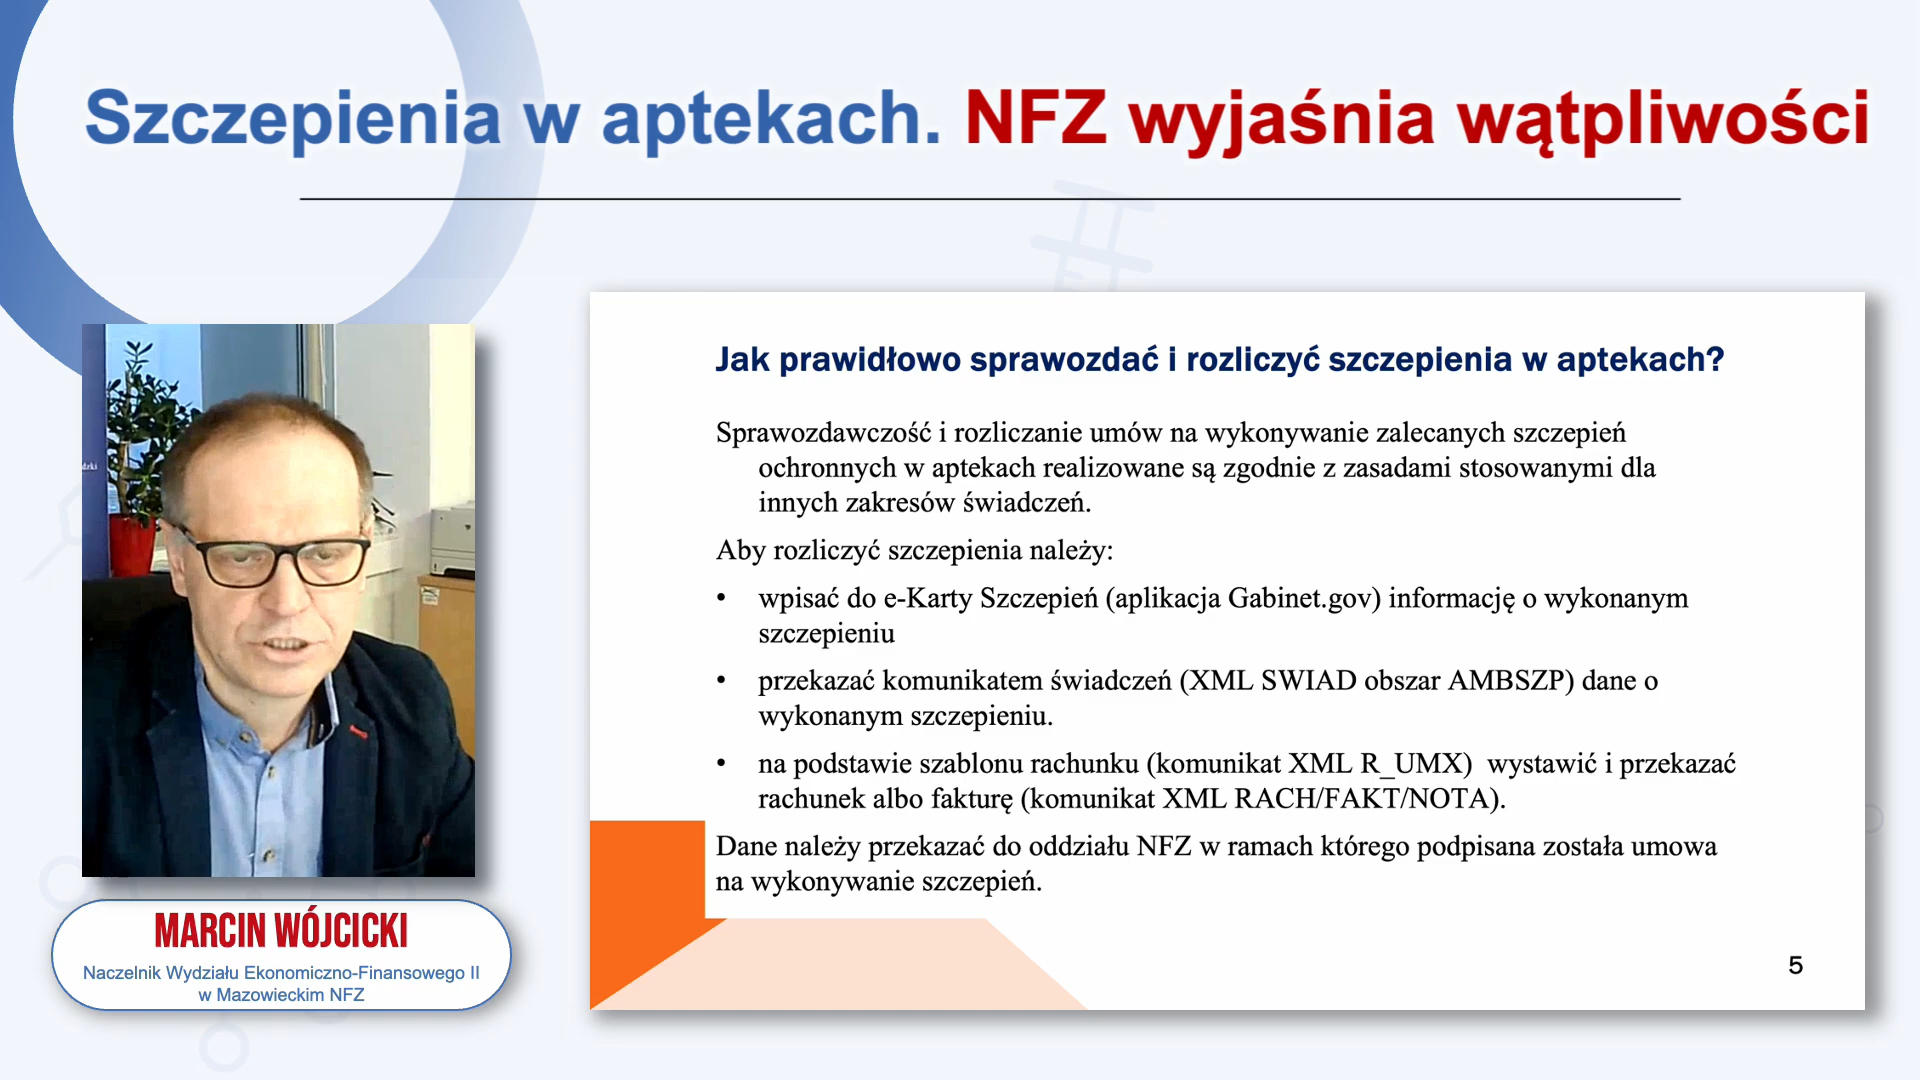 Szczepienia w aptekach. NFZ wyjaśnia wątpliwości
Jak prawidłowo sprawozdać i rozliczyć szczepienia w aptekach?
Sprawozdawczość i rozliczanie umów na wykonywanie zalecanych szczepień
ochronnych w aptekach realizowane są zgodnie z zasadami stosowanymi dla
innych zakresów świadczeń.
Aby rozliczyć szczepienia należy:
• wpisać do e-Karty Szczepień (aplikacja Gabinet.gov) informację o wykonanym
szczepieniu
• przekazać komunikatem świadczeń (XML SWIAD obszar AMBSZP) dane o
wykonanym szczepieniu.
• na podstawie szablonu rachunku (komunikat XML R_UMX)  wystawić i przekazać
rachunek albo fakturę (komunikat XML RACH/FAKT/NOTA).
Dane należy przekazać do oddziału NFZ w ramach którego podpisana została umowa
na wykonywanie szczepień.
5
MARCIN WÓJCICKI
Naczelnik Wydziału Ekonomiczno-Finansowego II
w Mazowieckim NFZ